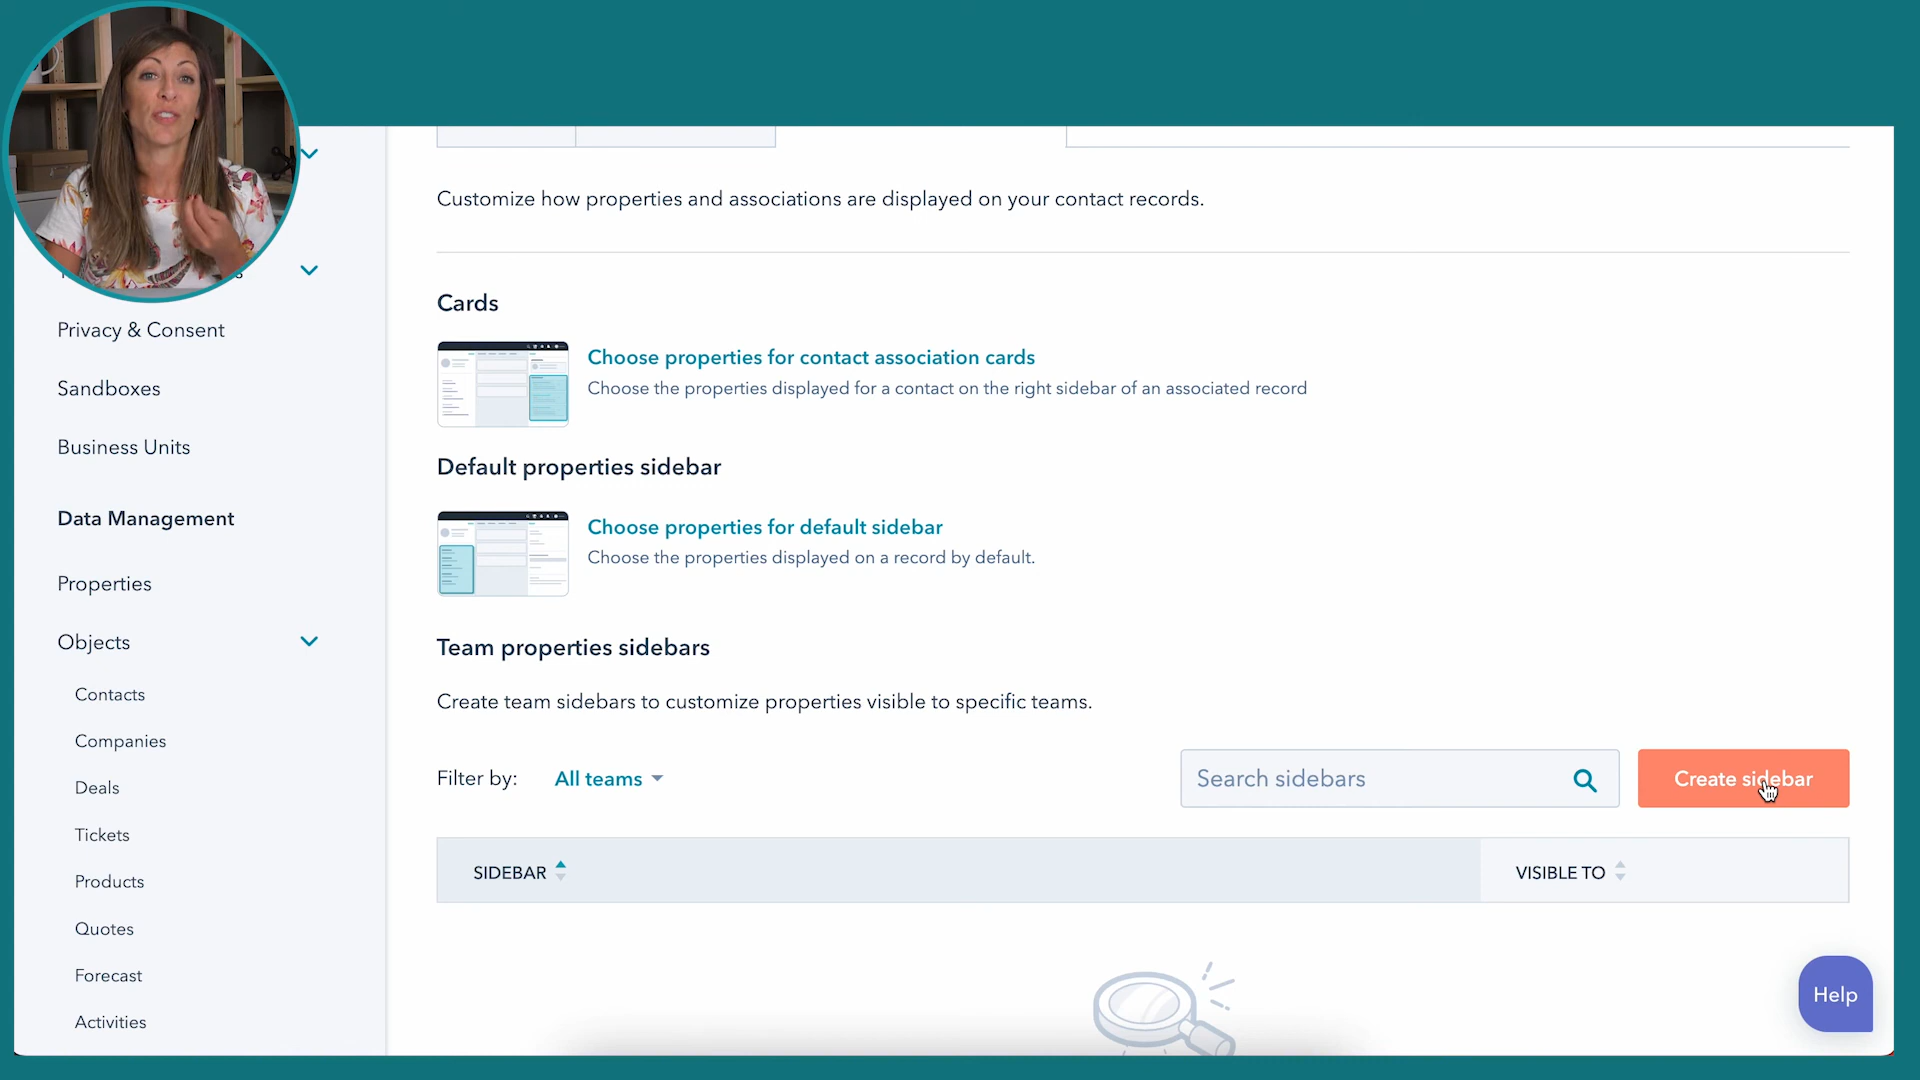 Customize how properties and associations are displayed on your contact records.
Cards
Choose properties for contact association cards
Choose the properties displayed for a contact on the right sidebar of an associated record
Default properties sidebar
Choose properties for default sidebar
Choose the properties displayed on a record by default.
Team properties sidebars
Create team sidebars to customize properties visible to specific teams.
Filter by: All teams
Search sidebars
Create sidebar
SIDEBAR
VISIBLE TO
Privacy & Consent
Sandboxes
Business Units
Data Management
Properties
Objects
Contacts
Companies
Deals
Tickets
Products
Quotes
Forecast
Activities
Help